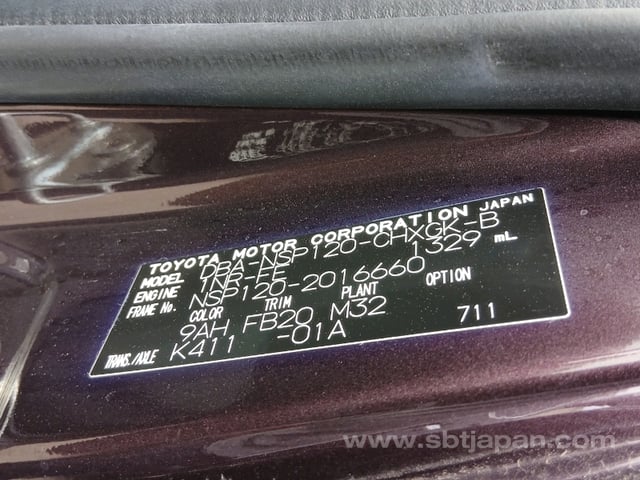 TOYOTA MOTOR CORPORATION JAPAN
MODEL DBA-NSP120-CHXGK-B
ENGINE 1NR-FE 1329 mL
FRAME No. NSP120-2016660
COLOR TRIM PLANT OPTION
9AH FB20 M32 711
TRANS./AXLE K411 -01A
www.sbtjapan.com